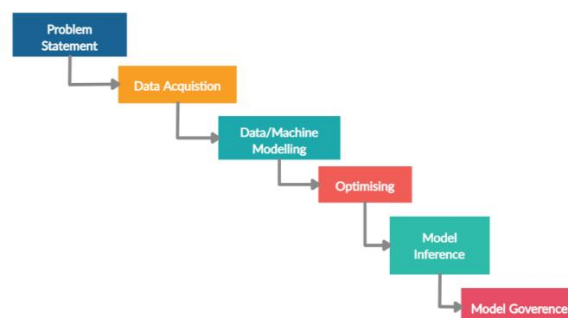 Problem
Statement
Data Acquistion
Data/Machine
Modelling
Optimising
Model
Inference
Model Goverence